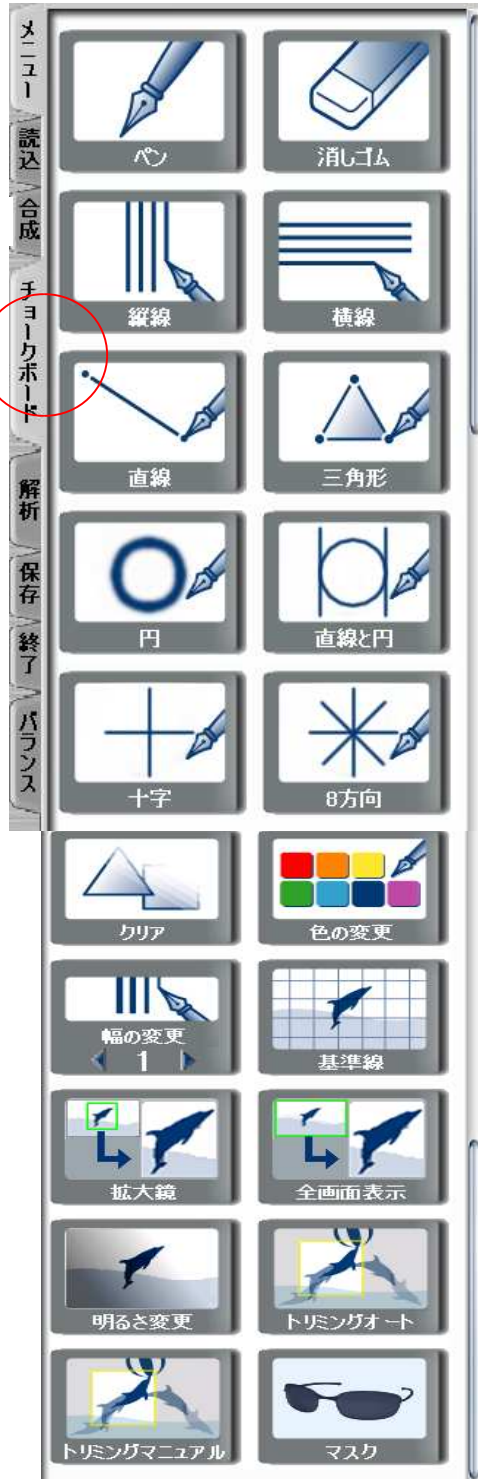 メニュー
読込
合成
チョークボード
解析
保存
終了
バランス
ペン
消しゴム
縦線
横線
直線
三角形
円
直線と円
十字
8方向
クリア
色の変更
幅の変更
1
基準線
拡大鏡
全画面表示
明るさ変更
トリミングオート
トリミングマニュアル
マスク